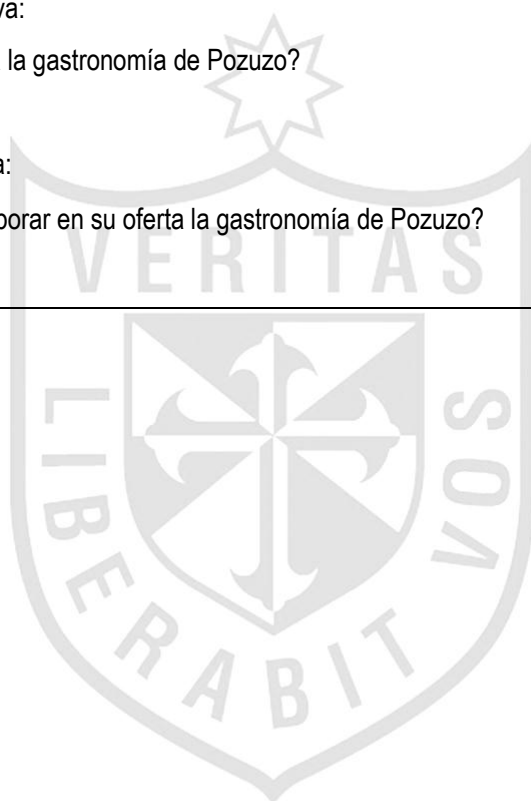 va:
la gastronomía de Pozuzo?
a:
porar en su oferta la gastronomía de Pozuzo?
VERITAS
LIBERABIT
VOS